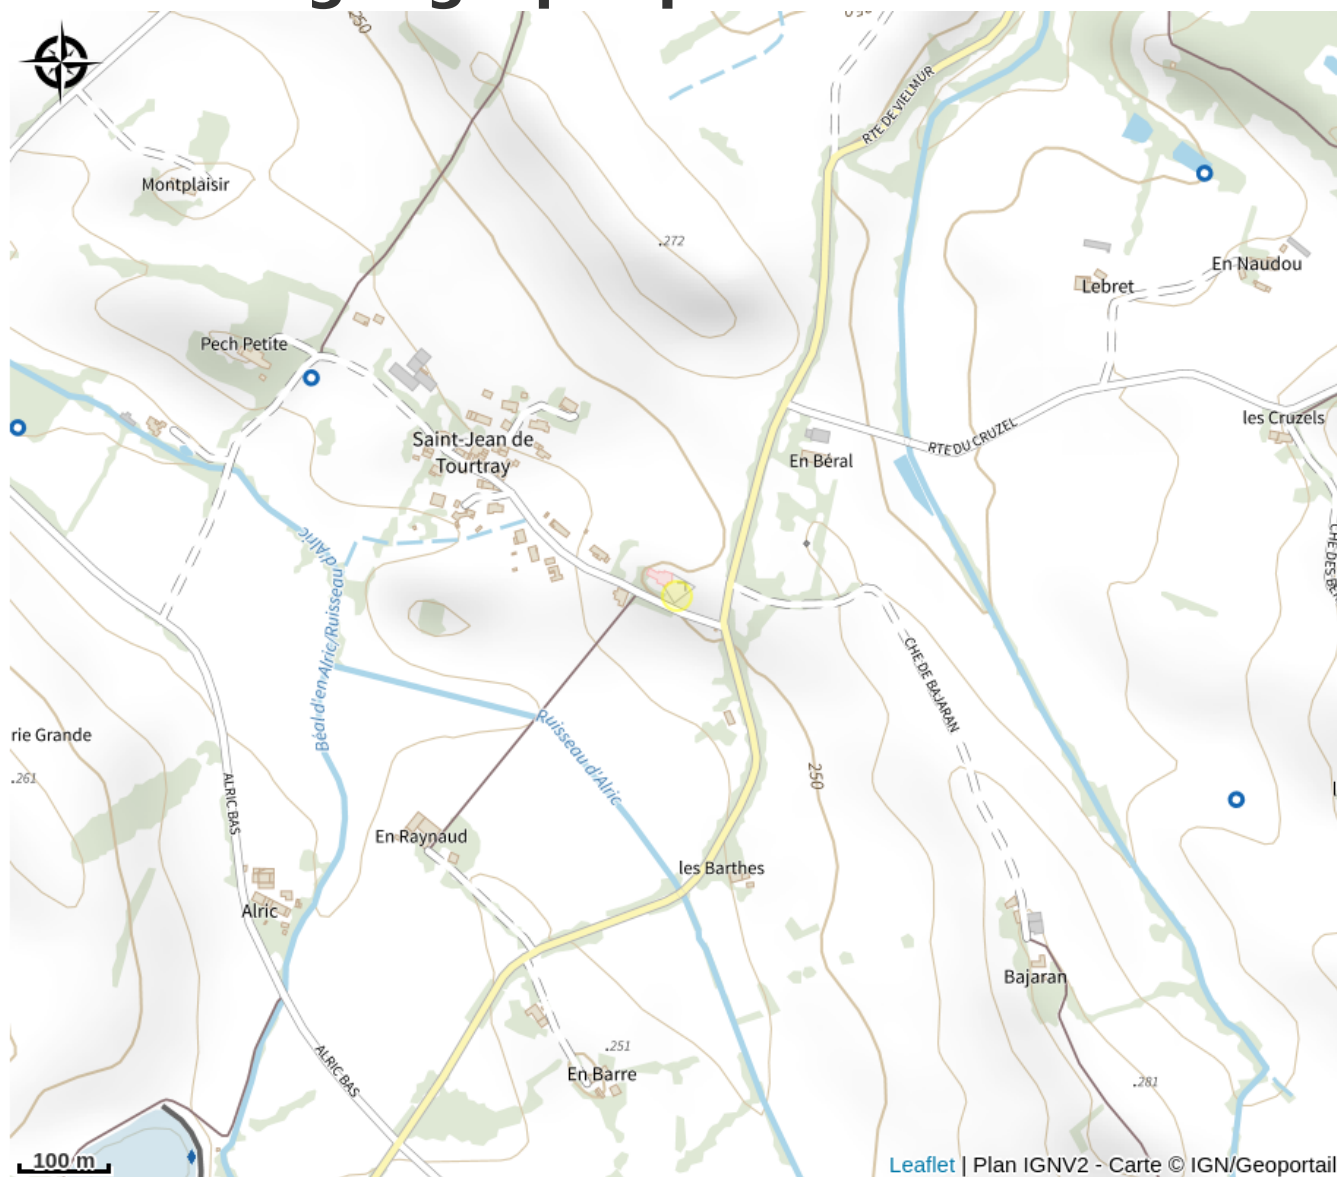 250
RTE DE VIELMUR
Montplaisir
.272
En Naudou
Lebret
Pech Petite
les Cruzels
Saint-Jean de
Tourtray
RTE DU CRUZEL
En Béral
d'Alric
Béal d'en Alric/Ruisseau
CHE DE BAJARAN
Ruisseau d'Alric
rie Grande
.261
250
ALRIC BAS
En Raynaud
les Barthes
Alric
Bajaran
.251
ALRIC BAS
En Barre
.281
100 m
Leaflet | Plan IGNV2 - Carte © IGN/Geoportail